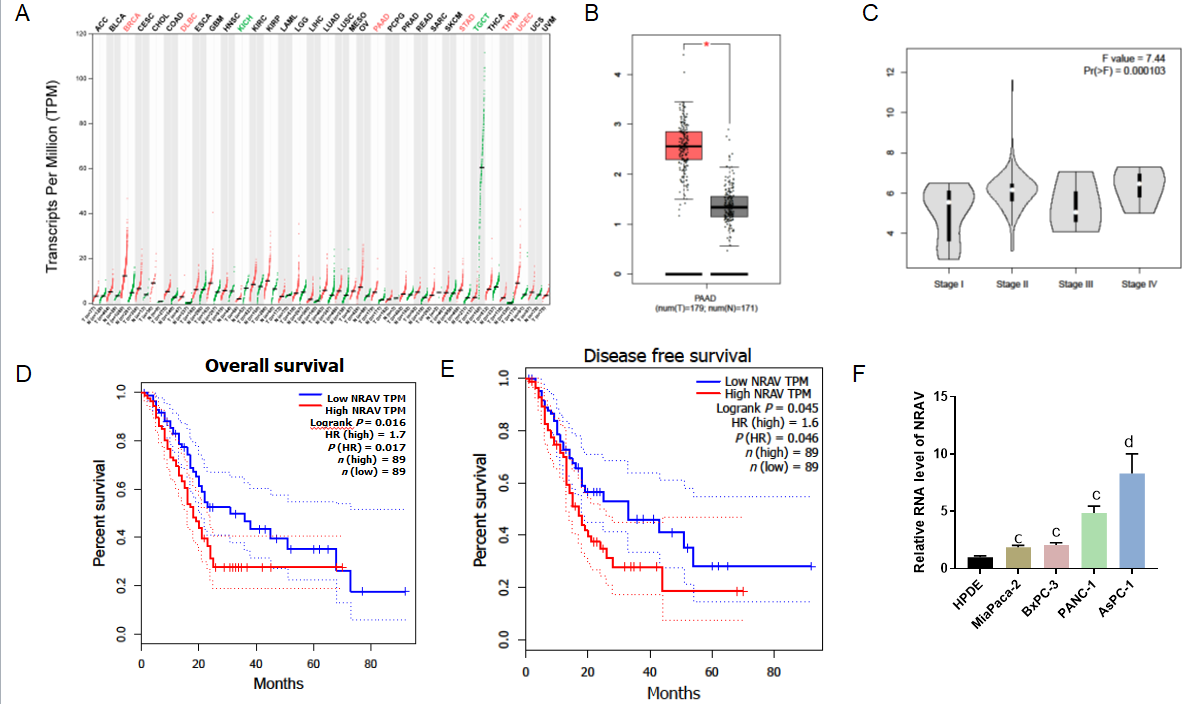 A
ACC
BLCA
BRCA
CESC
CHOL
COAD
DLBC
ESCA
GBM
HNSC
KICH
KIRC
KIRP
LAML
LGG
LIHC
LUAD
LUSC
MESO
OV
PAAD
PCPG
PRAD
READ
SARC
SKCM
STAD
TGCT
THCA
THYM
UCEC
UCS
UVM
Transcripts Per Million (TPM)
120
100
80
60
40
20
0
B
*
4
3
2
1
0
PAAD
(num(T)=179; num(N)=171)
C
F value = 7.44
Pr(>F) = 0.000103
12
10
8
6
4
Stage I
Stage II
Stage III
Stage IV
D
Overall survival
Low NRAV TPM
High NRAV TPM
Logrank P = 0.016
HR (high) = 1.7
P (HR) = 0.017
n (high) = 89
n (low) = 89
Percent survival
1.0
0.8
0.6
0.4
0.2
0.0
0
20
40
60
80
Months
E
Disease free survival
Low NRAV TPM
High NRAV TPM
Logrank P = 0.045
HR (high) = 1.6
P (HR) = 0.046
n (high) = 89
n (low) = 89
Percent survival
1.0
0.8
0.6
0.4
0.2
0.0
0
20
40
60
80
Months
F
Relative RNA level of NRAV
15
10
5
0
c
c
c
d
HPDE
MiaPaca-2
BxPC-3
PANC-1
AsPC-1